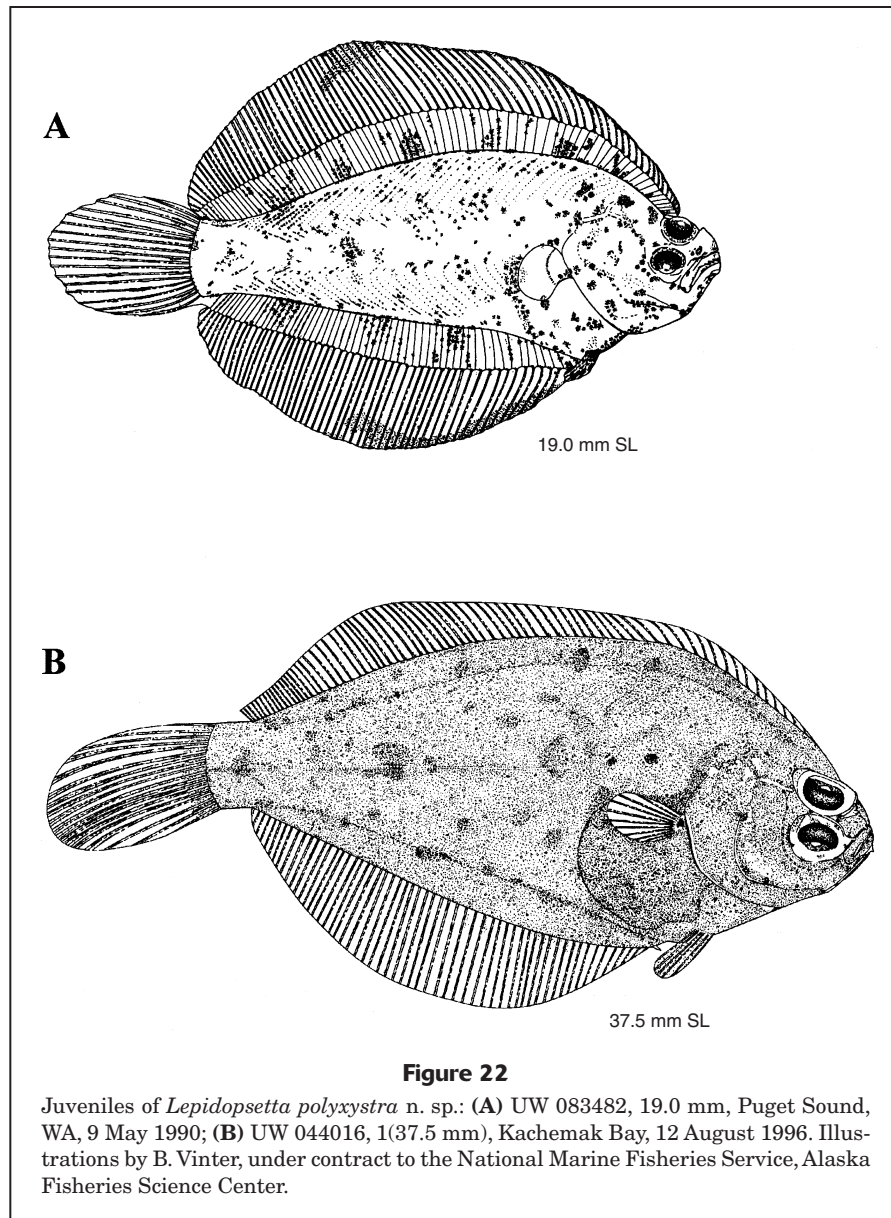 A
19.0 mm SL
B
37.5 mm SL
Figure 22
Juveniles of Lepidopsetta polyxystra n. sp.: (A) UW 083482, 19.0 mm, Puget Sound,
WA, 9 May 1990; (B) UW 044016, 1(37.5 mm), Kachemak Bay, 12 August 1996. Illus-
trations by B. Vinter, under contract to the National Marine Fisheries Service, Alaska
Fisheries Science Center.